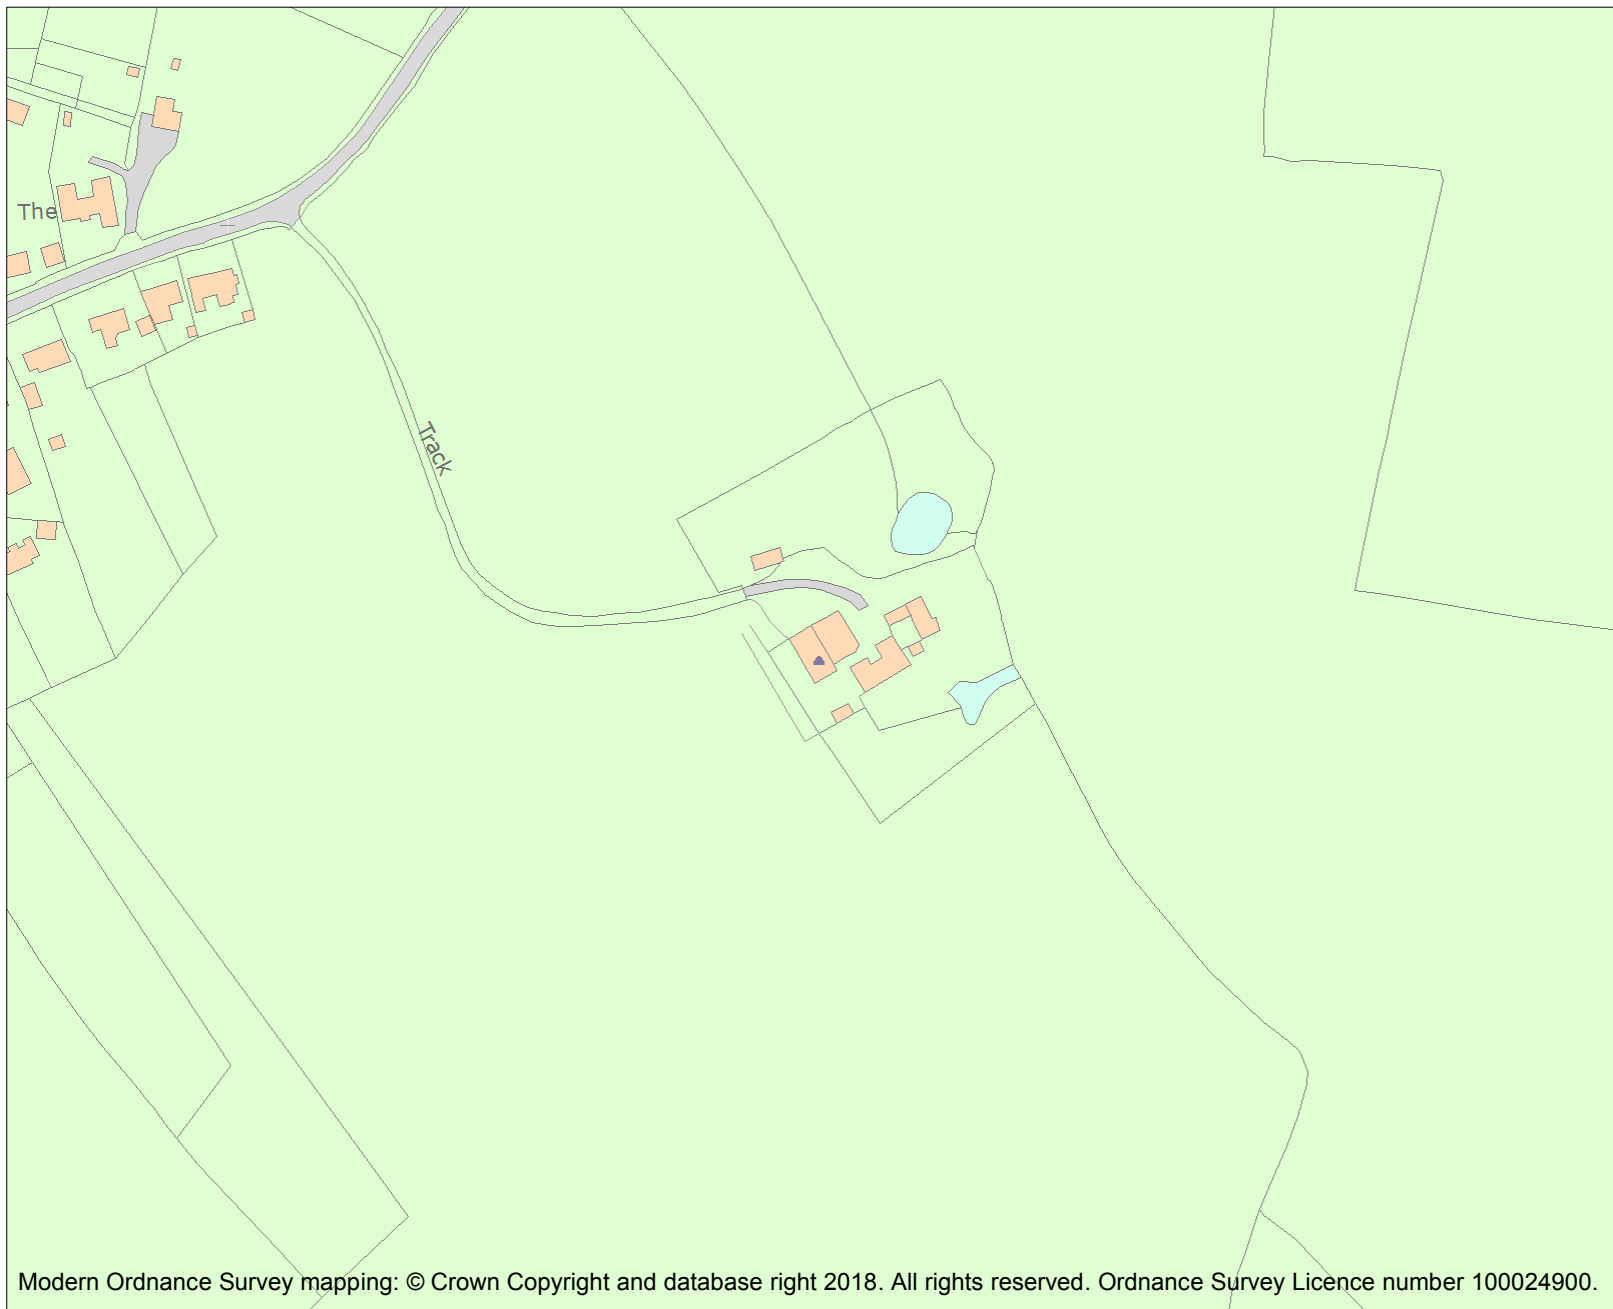 The
Track
Modern Ordnance Survey mapping: © Crown Copyright and database right 2018. All rights reserved. Ordnance Survey Licence number 100024900.